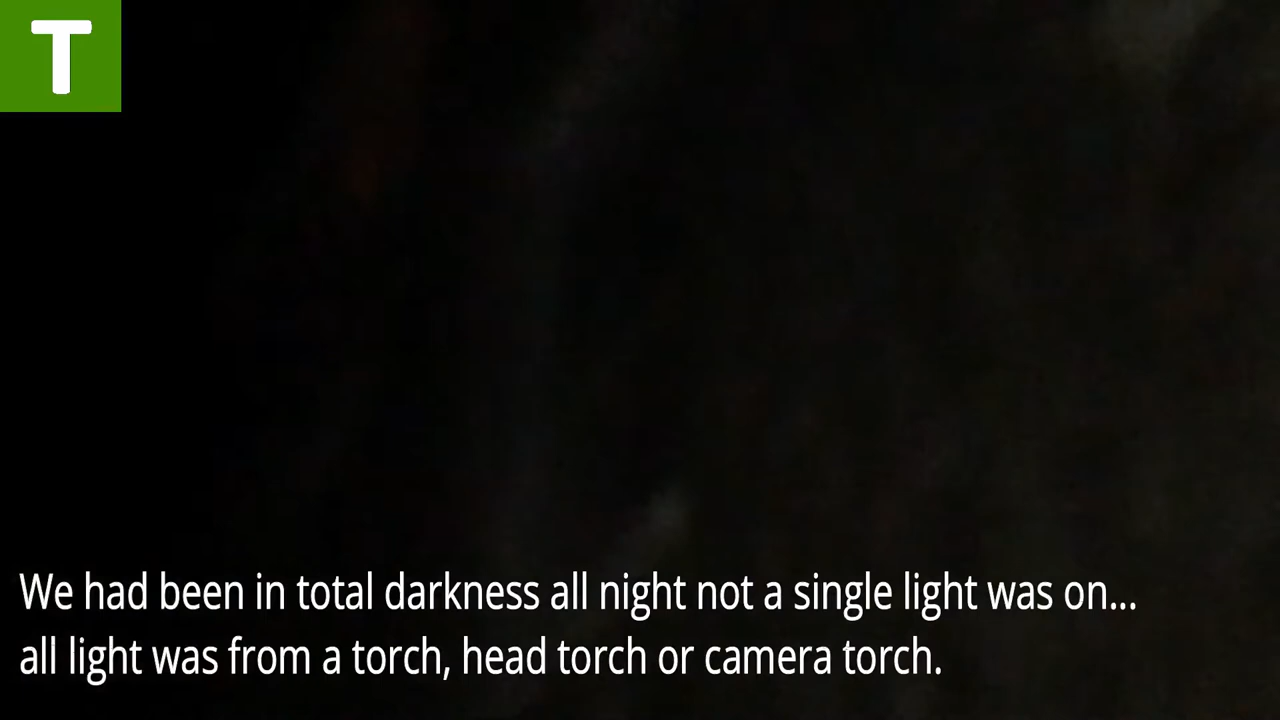 T
We had been in total darkness all night not a single light was on...
all light was from a torch, head torch or camera torch.